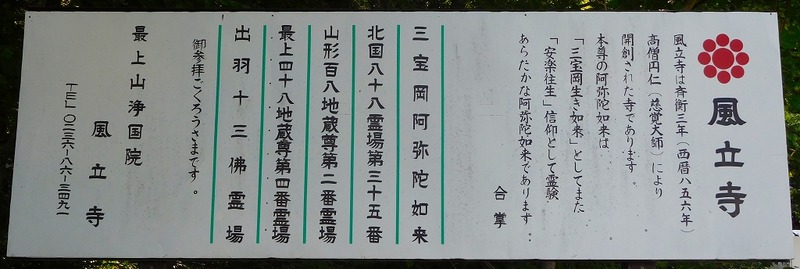 風立寺
風立寺は斉衡三年（西暦八五六年）
高僧円仁（慈覚大師）により
開創された寺であります
本尊の阿弥陀如来は
「三宝岡生き如来」としてまた
「安楽往生」信仰として霊験
あらたかな阿弥陀如来であります
合掌
三宝岡阿弥陀如来
北国八十八霊場第三十五番
山形百八地蔵尊第二番霊場
最上四十八地蔵尊第四番霊場
出羽十三佛霊場
御参拝ごくろうさまです。
最上山浄国院
風立寺
TEL〇二三六-八六-三四九一